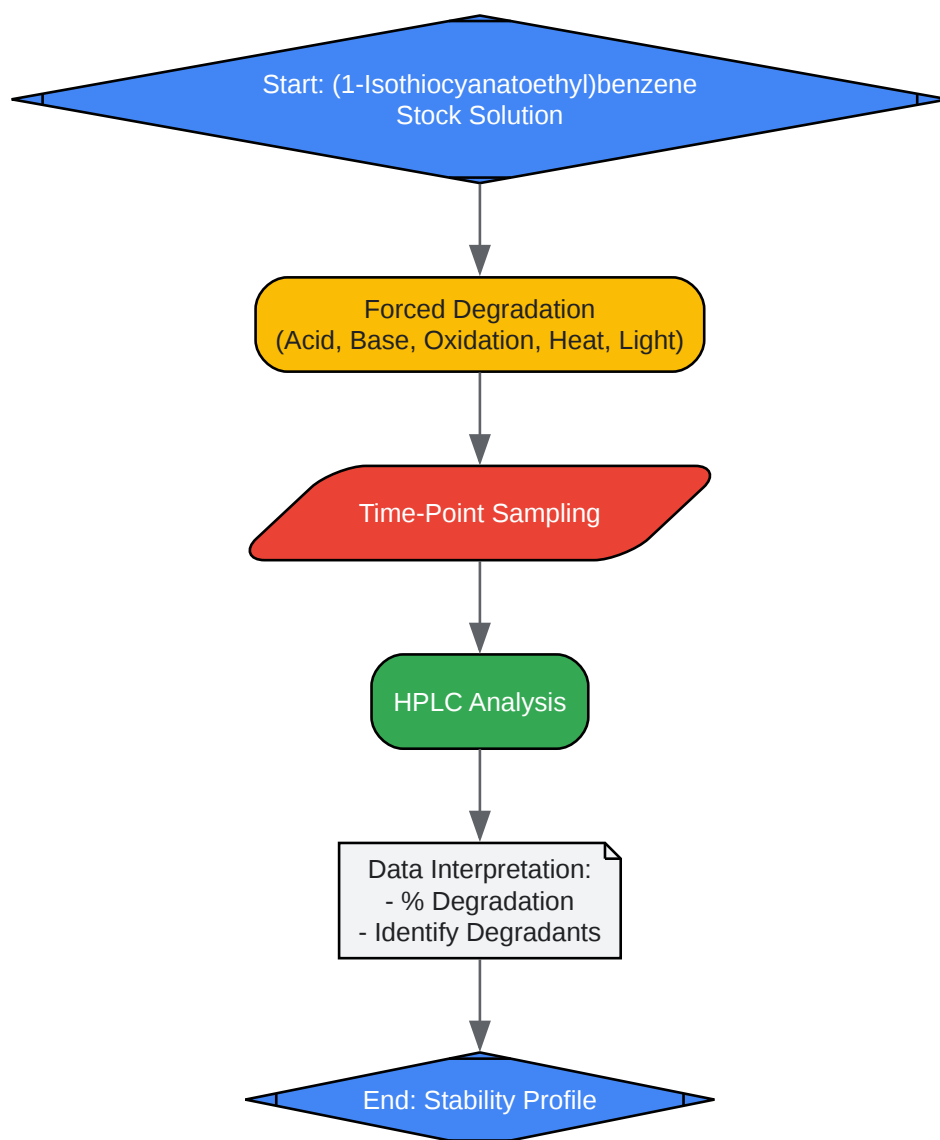 Start: (1-Isothiocyanatoethyl)benzene
Stock Solution
Forced Degradation
(Acid, Base, Oxidation, Heat, Light)
Time-Point Sampling
HPLC Analysis
Data Interpretation:
- % Degradation
- Identify Degradants
End: Stability Profile